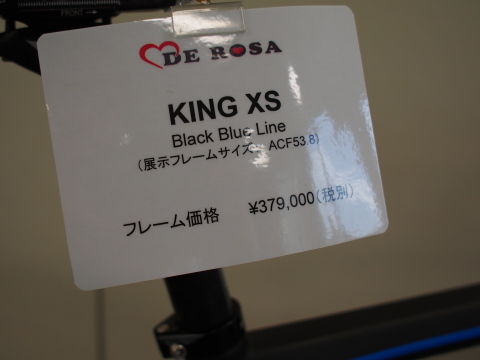 FRONT
DE ROSA
KING XS
Black Blue Line
(展示フレームサイズ ACF53.8)
フレーム価格 ¥379,000(税別)